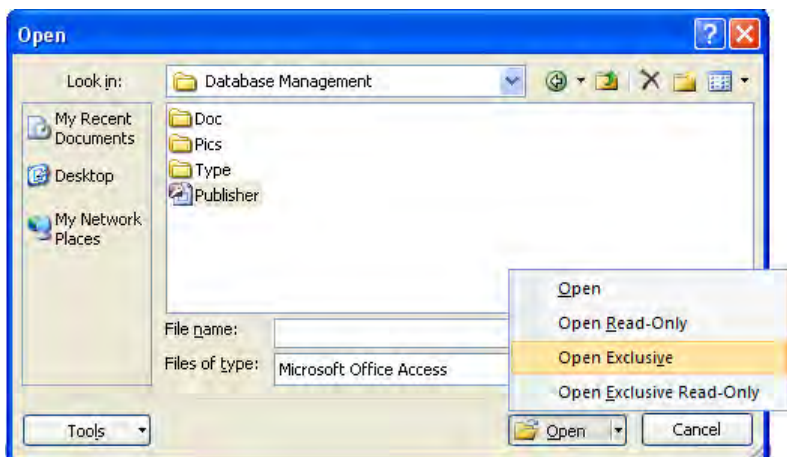 Open
Look in:
Database Management
My Recent
Documents
Desktop
My Network
Places
Doc
Pics
Type
Publisher
File name:
Files of type:
Microsoft Office Access
Open
Open Read-Only
Open Exclusive
Open Exclusive Read-Only
Tools
Open
Cancel